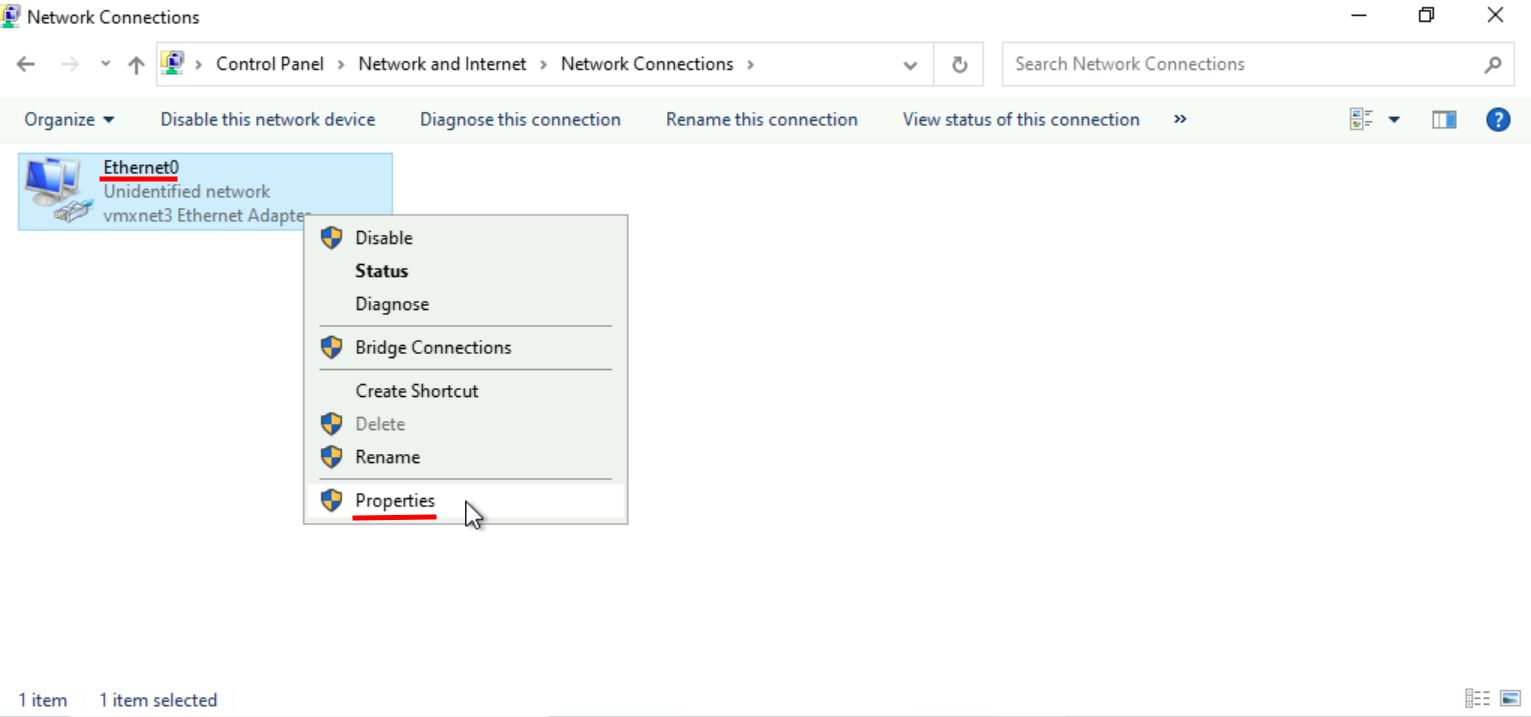 Network Connections
Control Panel > Network and Internet > Network Connections >
Search Network Connections
Organize
Disable this network device
Diagnose this connection
Rename this connection
View status of this connection
»
?
Ethernet0
Unidentified network
vmxnet3 Ethernet Adapter
Disable
Status
Diagnose
Bridge Connections
Create Shortcut
Delete
Rename
Properties
1 item
1 item selected